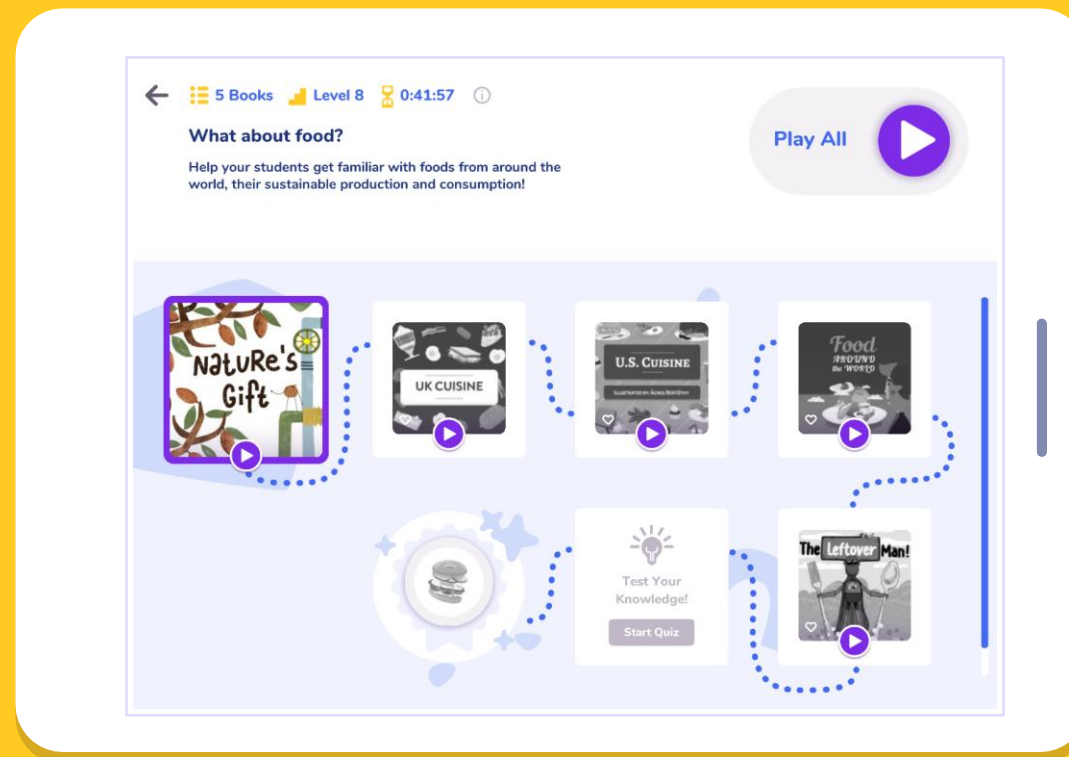 5 Books Level 8 0:41:57
Play All
What about food?
Help your students get familiar with foods from around the
world, their sustainable production and consumption!
NatuRe's
Gift
UK CUISINE
U.S. CUISINE
Food
AROUND
the WORLD
The Leftover Man!
Test Your
Knowledge!
Start Quiz